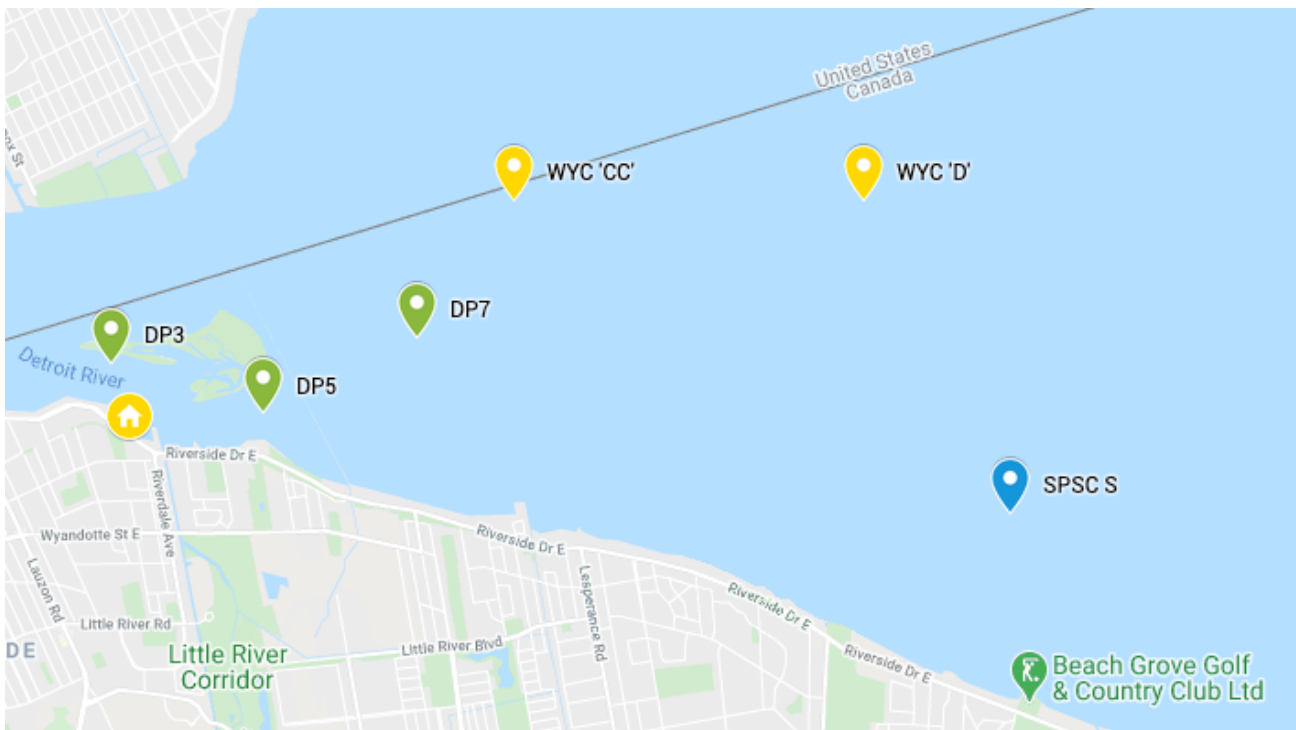 United States
Canada
WYC 'CC'
WYC 'D'
DP7
DP3
Detroit River
DP5
Riverside Dr E
Riverdale Ave
SPSC S
Wyandotte St E
Riverside Dr E
Lauzon Rd
Lesperance Rd
Riverside Dr E
Little River Rd
Little River Blvd
DE
Little River
Corridor
Riverside Dr E
Beach Grove Golf
& Country Club Ltd